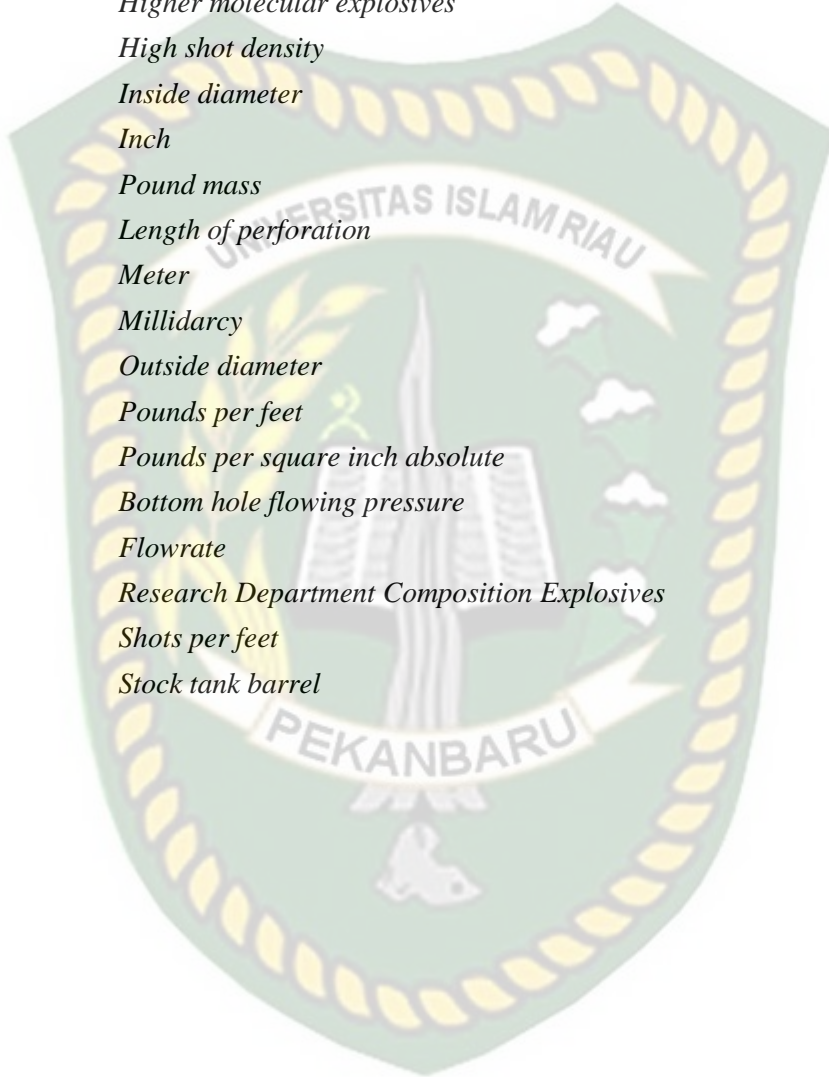 Higher molecular explosives
High shot density
Inside diameter
Inch
Pound mass
UNIVERSITAS ISLAM RIAU
Length of perforation
Meter
Millidarcy
Outside diameter
Pounds per feet
Pounds per square inch absolute
Bottom hole flowing pressure
Flowrate
Research Department Composition Explosives
Shots per feet
Stock tank barrel
PEKANBARU